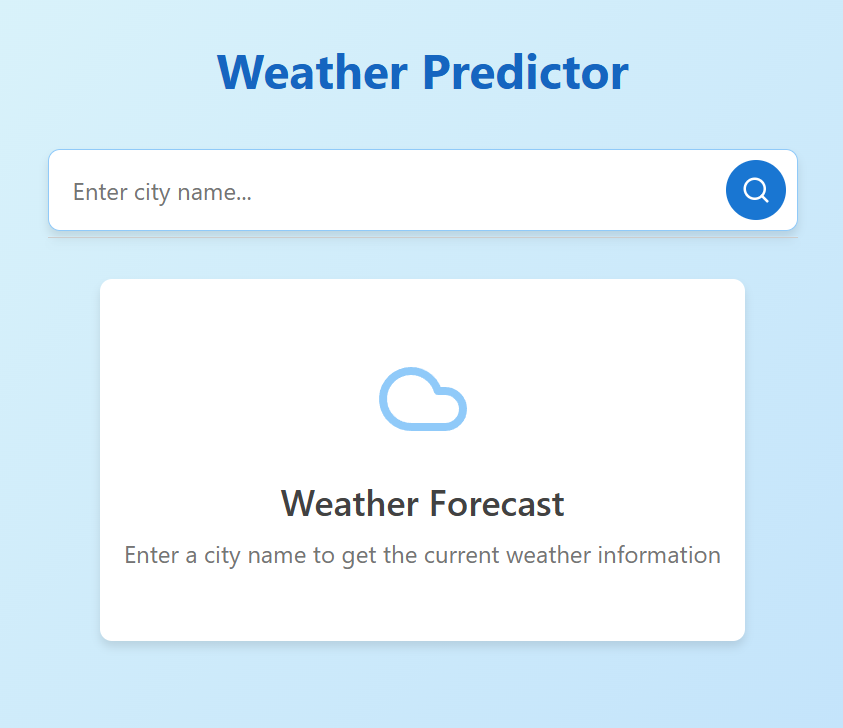 Weather Predictor
Enter city name...
Weather Forecast
Enter a city name to get the current weather information